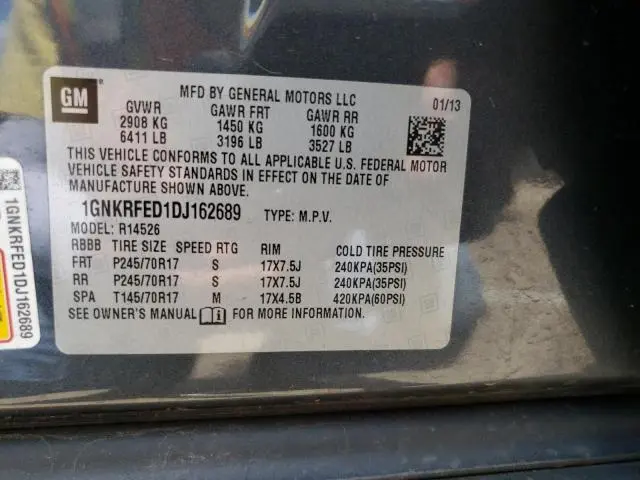 GM
MFD BY GENERAL MOTORS LLC
01/13
GVWR GAWR FRT GAWR RR
2908 KG 1450 KG 1600 KG
6411 LB 3196 LB 3527 LB
THIS VEHICLE CONFORMS TO ALL APPLICABLE U.S. FEDERAL MOTOR
VEHICLE SAFETY STANDARDS IN EFFECT ON THE DATE OF
MANUFACTURE SHOWN ABOVE.
1GNKRFED1DJ162689 TYPE: M.P.V.
MODEL: R14526
RBBB TIRE SIZE SPEED RTG RIM COLD TIRE PRESSURE
FRT P245/70R17 S 17X7.5J 240KPA(35PSI)
RR P245/70R17 S 17X7.5J 240KPA(35PSI)
SPA T145/70R17 M 17X4.5B 420KPA(60PSI)
SEE OWNER'S MANUAL i FOR MORE INFORMATION.
1GNKRFED1DJ162689